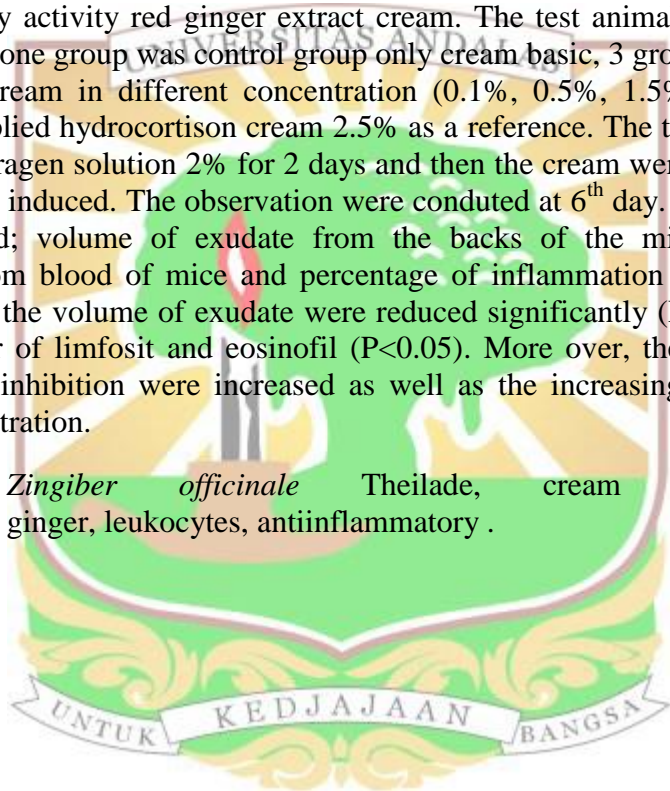 y activity red ginger extract cream. The test anima
one group was control group only cream basic, 3 gro
ream in different concentration (0.1%, 0.5%, 1.5%
plied hydrocortison cream 2.5% as a reference. The t
ragen solution 2% for 2 days and then the cream wer
induced. The observation were conduted at 6th day.
d; volume of exudate from the backs of the mi
om blood of mice and percentage of inflammation
the volume of exudate were reduced significantly (
r of limfosit and eosinofil (P<0.05). More over, the
inhibition were increased as well as the increasing
tration.
Zingiber officinale Theilade, cream
ginger, leukocytes, antiinflammatory .
UNIVERSITAS ANDALAS
UNTUK KEDJAJAAN BANGSA